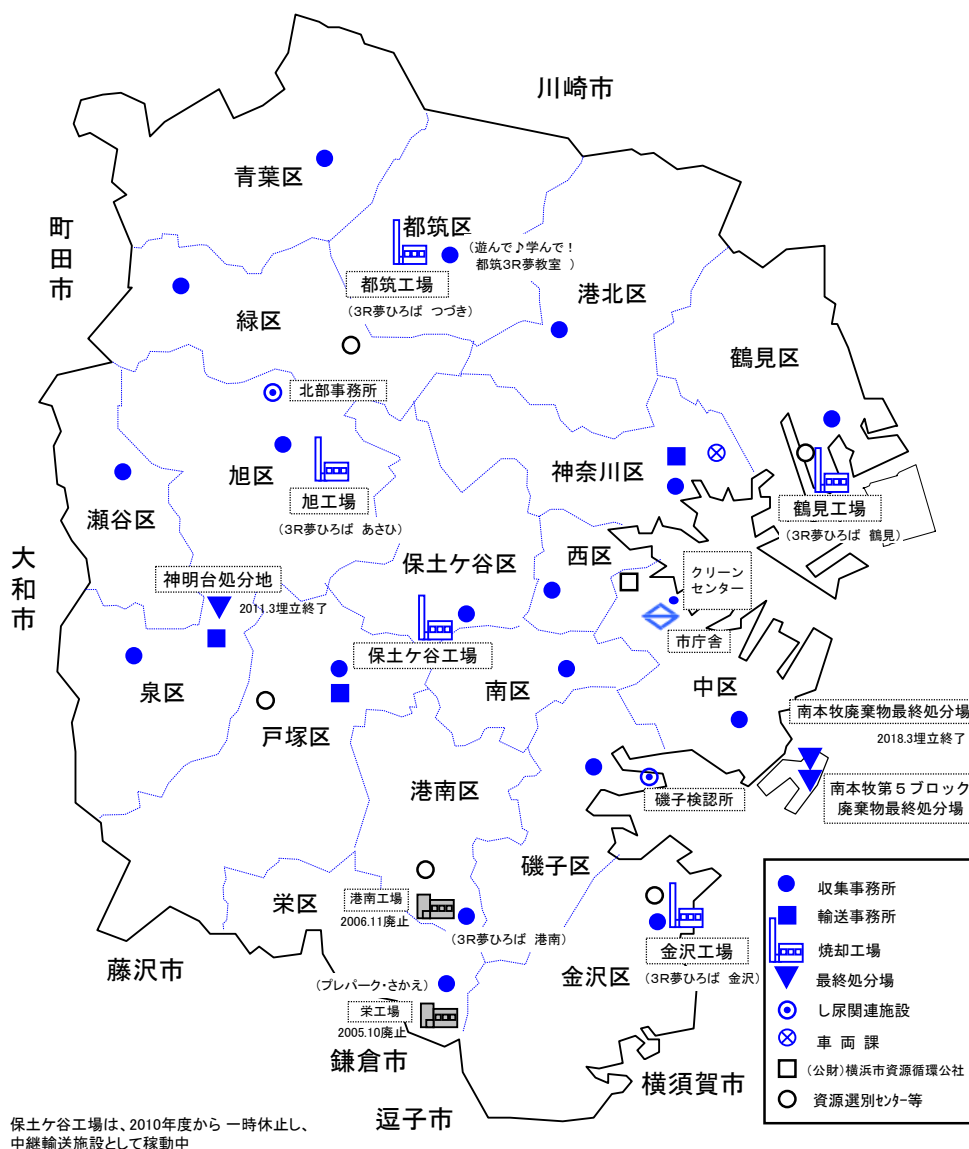 川崎市
青葉区
町田市
都筑区
(遊んで♪学んで!
都筑3R夢教室 )
都筑工場
(3R夢ひろば つづき)
港北区
緑区
鶴見区
北部事務所
神奈川区
旭区
旭工場
(3R夢ひろば あさひ)
瀬谷区
鶴見工場
(3R夢ひろば 鶴見)
大和市
保土ケ谷区
西区
クリーン
センター
神明台処分地
2011.3埋立終了
市庁舎
保土ケ谷工場
泉区
南区
中区
戸塚区
南本牧廃棄物最終処分場
2018.3埋立終了
南本牧第5ブロック
廃棄物最終処分場
港南区
磯子検認所
磯子区
栄区
港南工場
2006.11廃止
(3R夢ひろば 港南)
金沢工場
(3R夢ひろば 金沢)
金沢区
藤沢市
(プレパーク・さかえ)
栄工場
2005.10廃止
鎌倉市
横須賀市
逗子市
収集事務所
輸送事務所
焼却工場
最終処分場
し尿関連施設
車 両 課
(公財)横浜市資源循環公社
資源選別センター等
保土ケ谷工場は、2010年度から 一時休止し、
中継輸送施設として稼動中